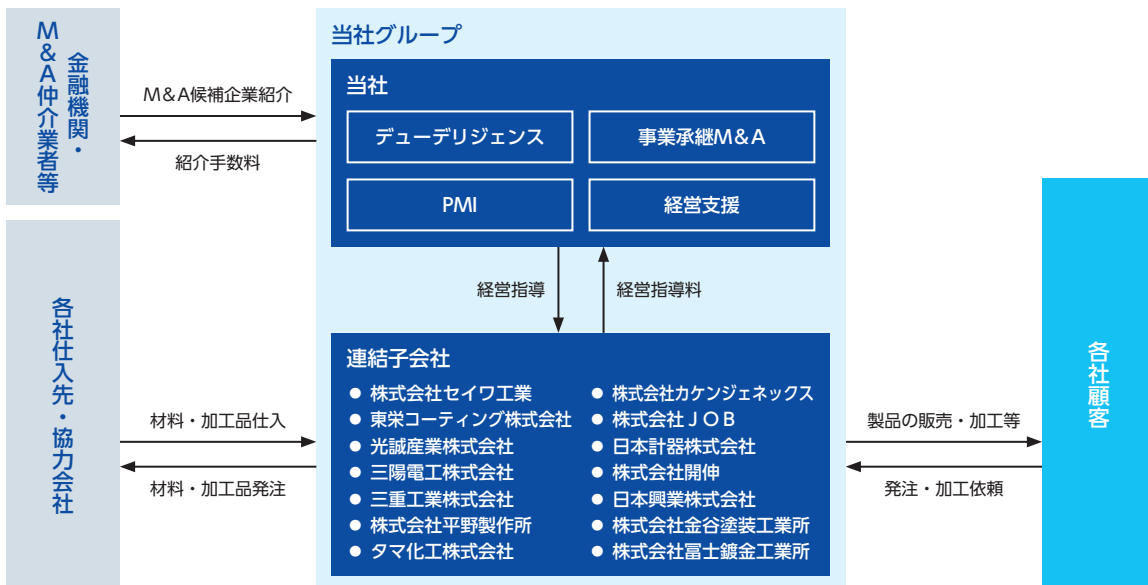 金融機関・
M&A仲介業者等
M&A候補企業紹介
紹介手数料
当社グループ
当社
デューデリジェンス
事業承継M&A
PMI
経営支援
経営指導
経営指導料
各社仕入先・協力会社
材料・加工品仕入
材料・加工品発注
連結子会社
● 株式会社セイワ工業
● 東栄コーティング株式会社
● 光誠産業株式会社
● 三陽電工株式会社
● 三重工業株式会社
● 株式会社平野製作所
● タマ化工株式会社
● 株式会社カケンジェネックス
● 株式会社JOB
● 日本計器株式会社
● 株式会社開伸
● 日本興業株式会社
● 株式会社金谷塗装工業所
● 株式会社冨士鍍金工業所
製品の販売・加工等
発注・加工依頼
各社顧客